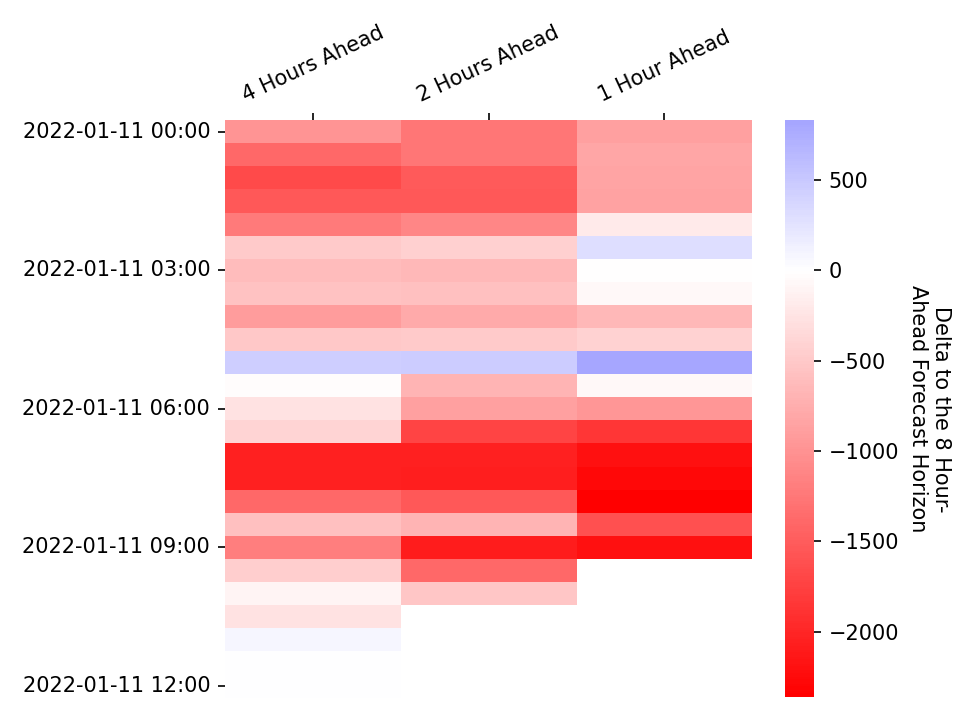 4 Hours Ahead
2 Hours Ahead
1 Hour Ahead
2022-01-11 00:00
2022-01-11 03:00
2022-01-11 06:00
2022-01-11 09:00
2022-01-11 12:00
500
0
−500
−1000
−1500
−2000
Delta to the 8 Hour-
Ahead Forecast Horizon